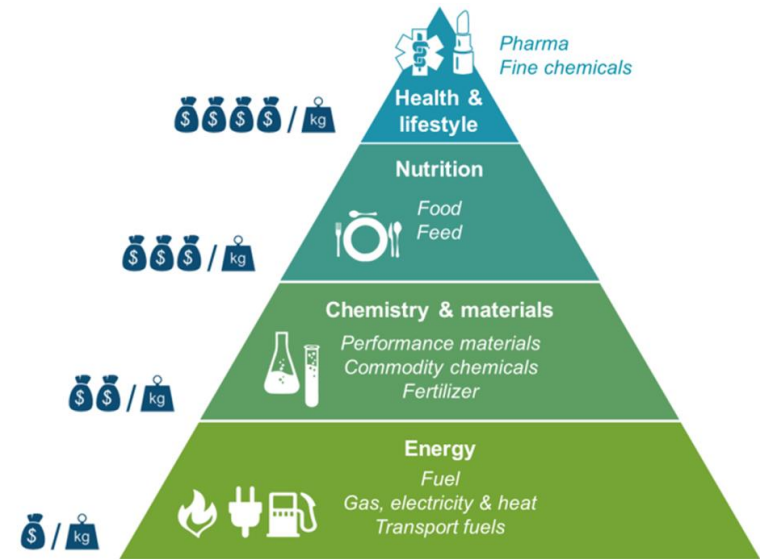 Pharma
Fine chemicals
Health &
lifestyle
$ $ $ $ / kg
Nutrition
Food
Feed
$ $ $ / kg
Chemistry & materials
Performance materials
Commodity chemicals
Fertilizer
$ $ / kg
Energy
Fuel
Gas, electricity & heat
Transport fuels
$ / kg